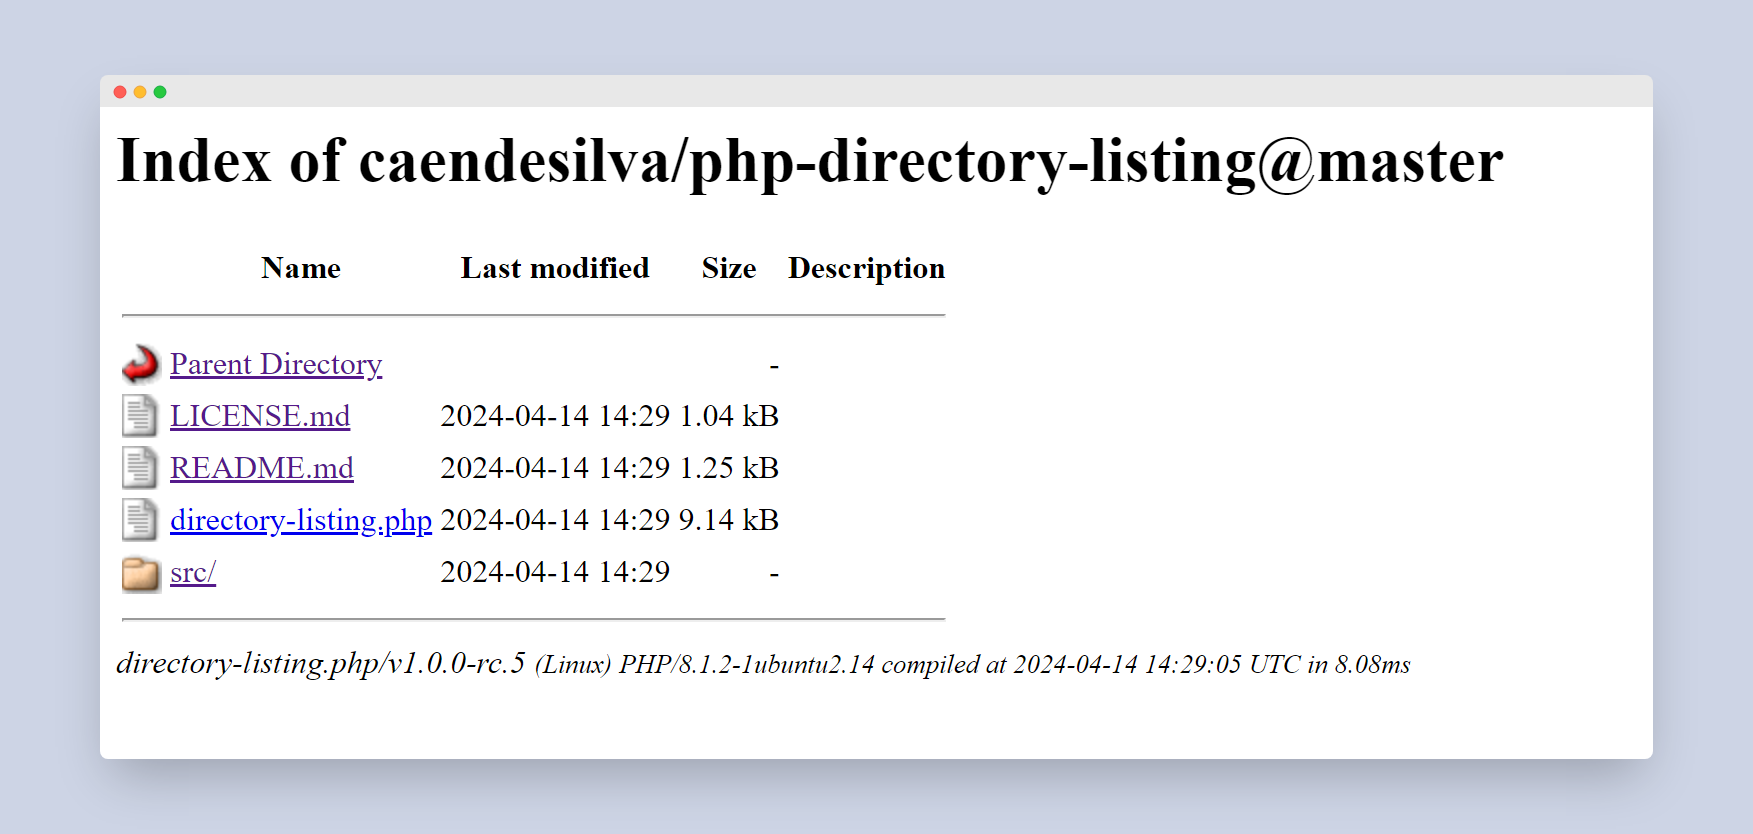 Index of caendesilva/php-directory-listing@master
Name Last modified Size Description
Parent Directory -
LICENSE.md 2024-04-14 14:29 1.04 kB
README.md 2024-04-14 14:29 1.25 kB
directory-listing.php 2024-04-14 14:29 9.14 kB
src/ 2024-04-14 14:29 -
directory-listing.php/v1.0.0-rc.5 (Linux) PHP/8.1.2-1ubuntu2.14 compiled at 2024-04-14 14:29:05 UTC in 8.08ms